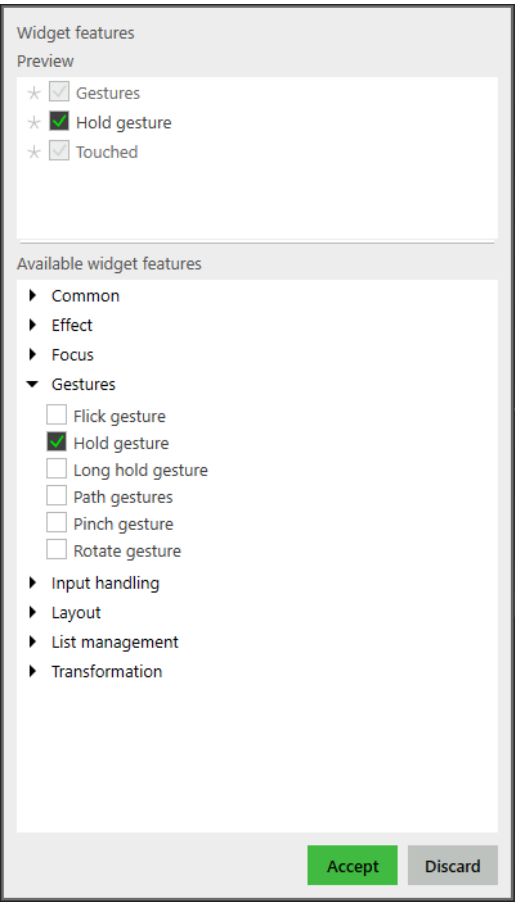 Widget features
Preview
Gestures
Hold gesture
Touched
Available widget features
Common
Effect
Focus
Gestures
Flick gesture
Hold gesture
Long hold gesture
Path gestures
Pinch gesture
Rotate gesture
Input handling
Layout
List management
Transformation
Accept Discard